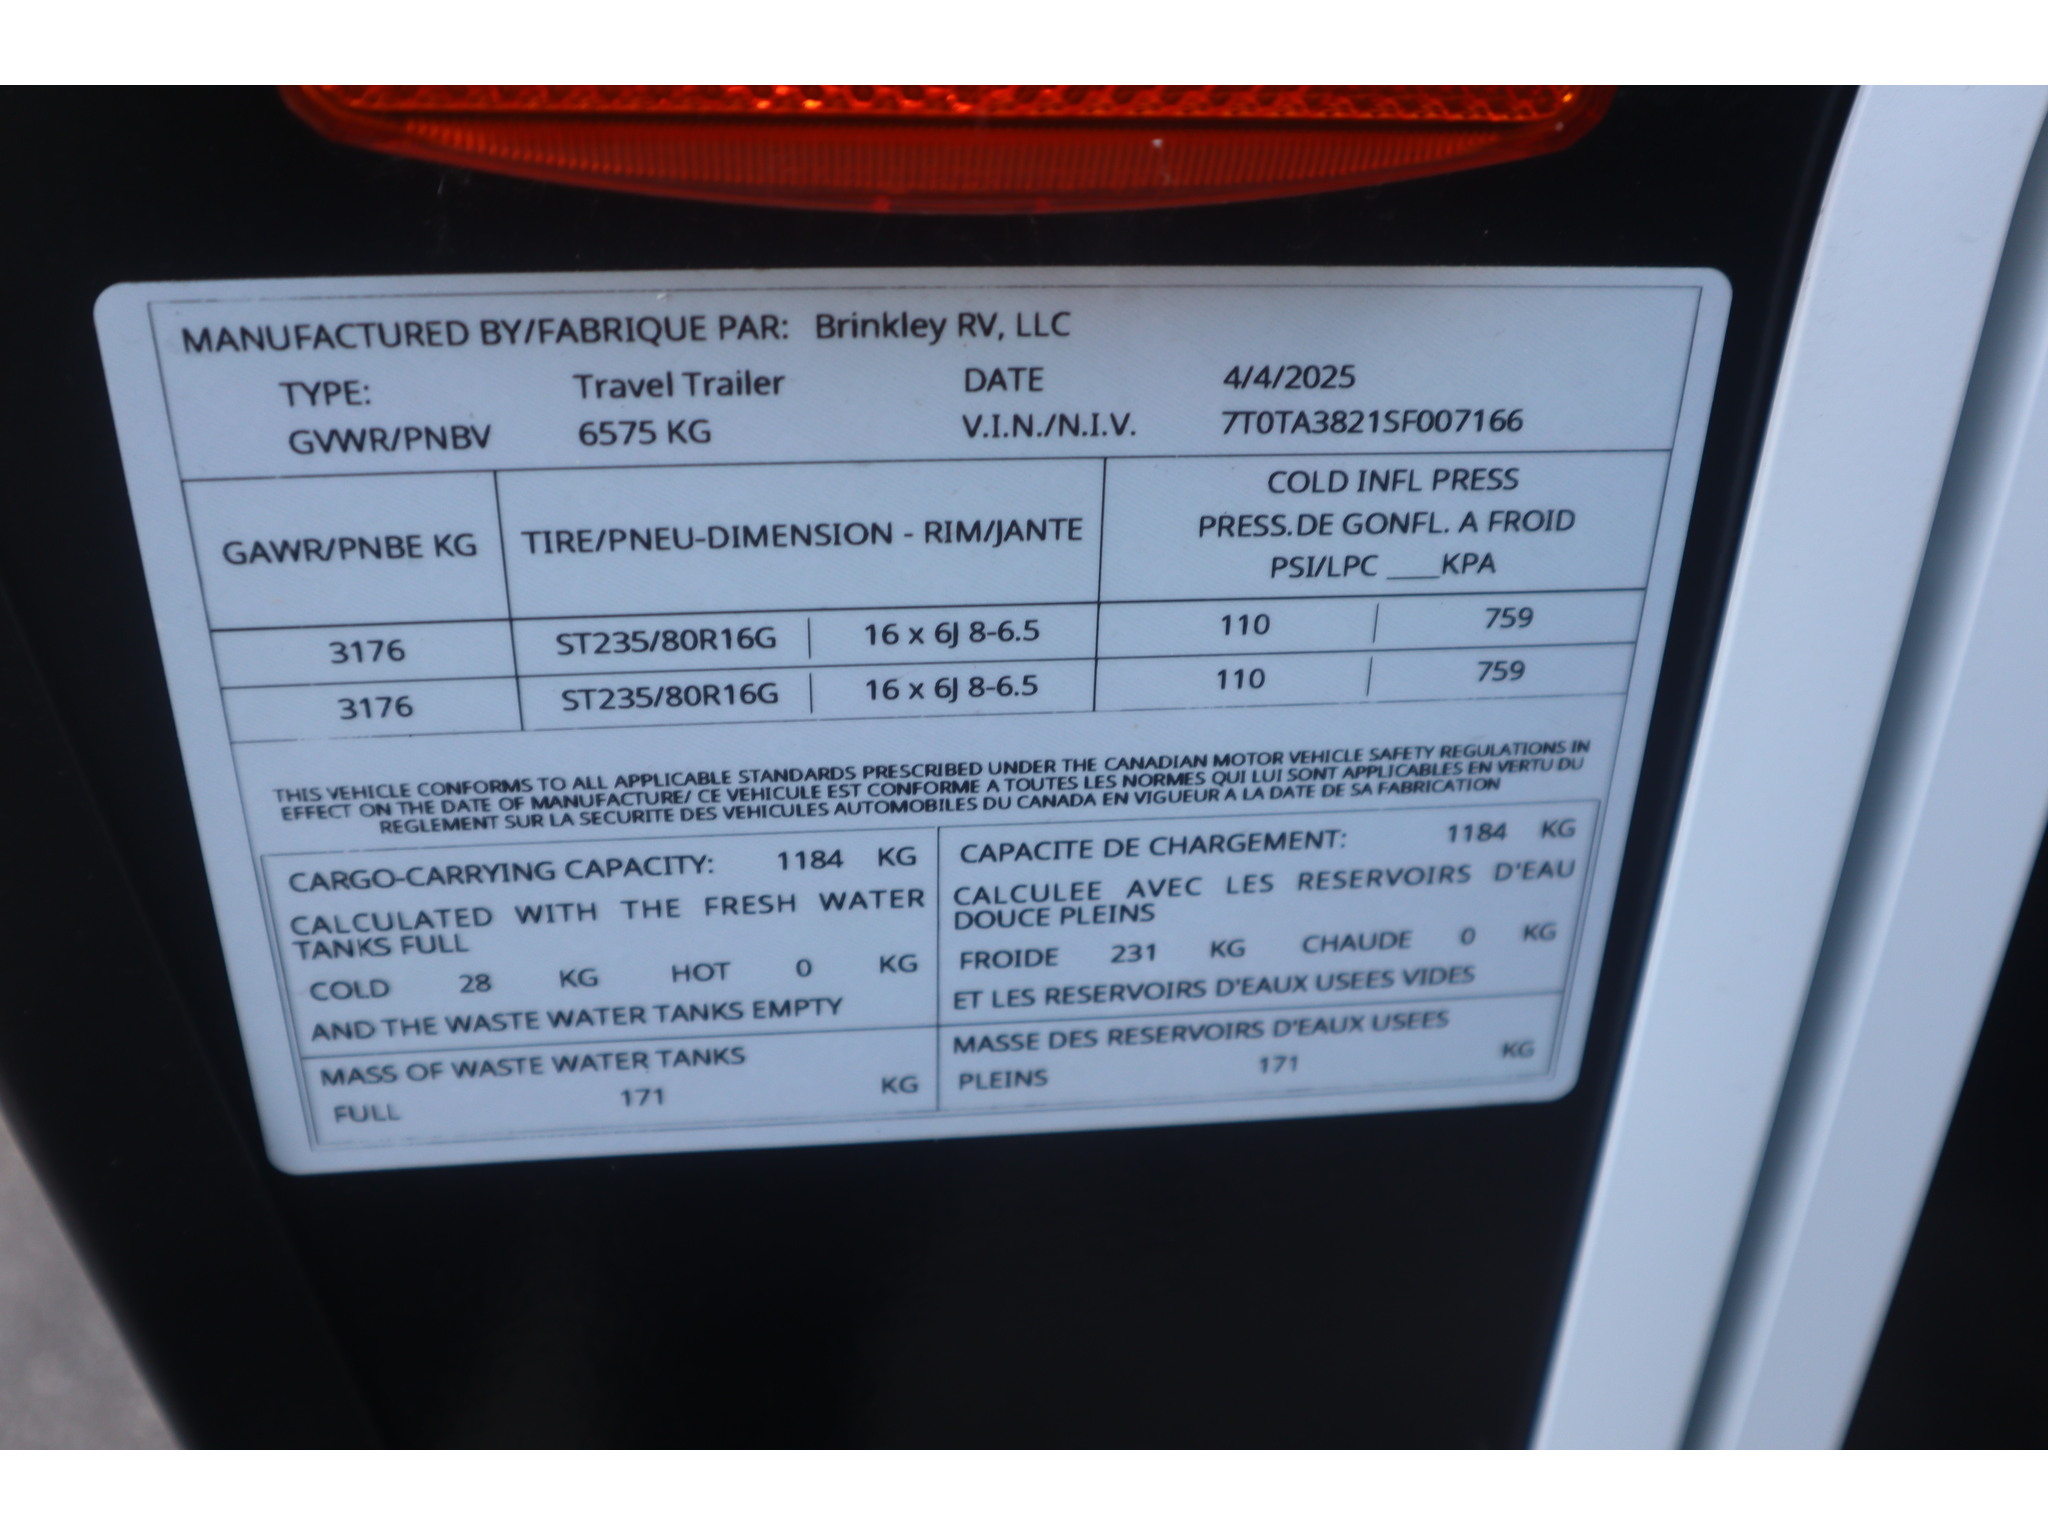 MANUFACTURED BY/FABRIQUE PAR: Brinkley RV, LLC
TYPE: Travel Trailer DATE 4/4/2025
GVWR/PNBV 6575 KG V.I.N./N.I.V. 7T0TA3821SF007166
GAWR/PNBE KG TIRE/PNEU-DIMENSION - RIM/JANTE COLD INFL PRESS
PRESS.DE GONFL. A FROID
PSI/LPC ____KPA
3176 ST235/80R16G | 16 x 6J 8-6.5 110 | 759
3176 ST235/80R16G | 16 x 6J 8-6.5 110 | 759
THIS VEHICLE CONFORMS TO ALL APPLICABLE STANDARDS PRESCRIBED UNDER THE CANADIAN MOTOR VEHICLE SAFETY REGULATIONS IN
EFFECT ON THE DATE OF MANUFACTURE/ CE VEHICULE EST CONFORME A TOUTES LES NORMES QUI LUI SONT APPLICABLES EN VERTU DU
REGLEMENT SUR LA SECURITE DES VEHICULES AUTOMOBILES DU CANADA EN VIGUEUR A LA DATE DE SA FABRICATION
CARGO-CARRYING CAPACITY: 1184 KG
CALCULATED WITH THE FRESH WATER
TANKS FULL
COLD 28 KG HOT 0 KG
AND THE WASTE WATER TANKS EMPTY
MASS OF WASTE WATER TANKS
FULL 171 KG
CAPACITE DE CHARGEMENT: 1184 KG
CALCULEE AVEC LES RESERVOIRS D'EAU
DOUCE PLEINS
FROIDE 231 KG CHAUDE 0 KG
ET LES RESERVOIRS D'EAUX USEES VIDES
MASSE DES RESERVOIRS D'EAUX USEES
PLEINS 171 KG